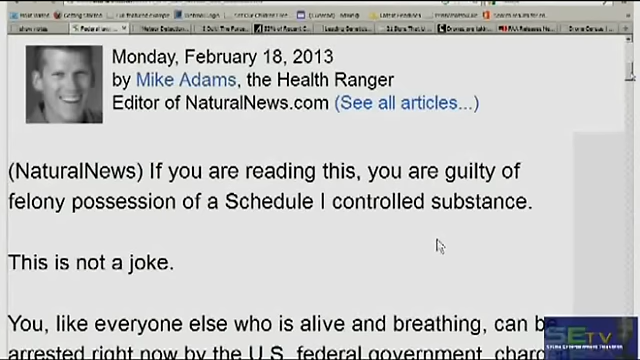 Monday, February 18, 2013
by Mike Adams, the Health Ranger
Editor of NaturalNews.com (See all articles...)
(NaturalNews) If you are reading this, you are guilty of
felony possession of a Schedule I controlled substance.
This is not a joke.
You, like everyone else who is alive and breathing, can be
arrested right now by the U.S. federal government,
SETV